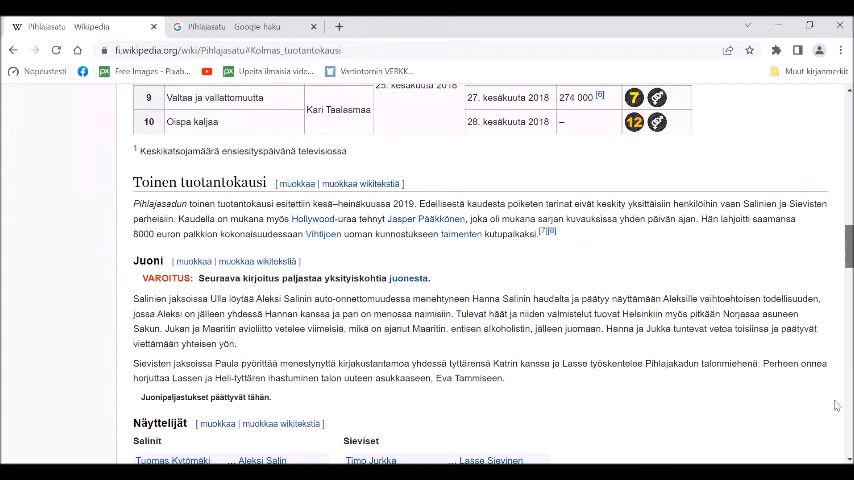 Pihlajasatu Wikipedia
Pihlajasatu Google-haku
fi.wikipedia.org/wiki/Pihlajasatu#Kolmas_tuotantokausi
Nopeustesti Free Images - Pixab... Upeita ilmaisia vide... Vartiotornin VERKK... Muut kirjanmerkit
9 Valtaa ja vallattomuutta 25. kesäkuuta 2018 27. kesäkuuta 2018 274 000 [6] 7
Kari Taalasmaa
10 Oispa kaljaa 28. kesäkuuta 2018 – 12
1 Keskikatsojamäärä ensiesityspäivänä televisiossa
Toinen tuotantokausi [ muokkaa | muokkaa wikitekstiä ]
Pihlajasadun toinen tuotantokausi esitettiin kesä–heinäkuussa 2019. Edellisestä kaudesta poiketen tarinat eivät keskity yksittäisiin henkilöihin vaan Salinien ja Sievisten
perheisiin. Kaudella on mukana myös Hollywood-uraa tehnyt Jasper Pääkkönen, joka oli mukana sarjan kuvauksissa yhden päivän ajan. Hän lahjoitti saamansa
8000 euron palkkion kokonaisuudessaan Vihtijoen uoman kunnostukseen taimenten kutupaikaksi.[7][8]
Juoni [ muokkaa | muokkaa wikitekstiä ]
VAROITUS: Seuraava kirjoitus paljastaa yksityiskohtia juonesta.
Salinien jaksoissa Ulla löytää Aleksi Salinin auto-onnettomuudessa menehtyneen Hanna Salinin haudalta ja päätyy näyttämään Aleksille vaihtoehtoisen todellisuuden,
jossa Aleksi on jälleen yhdessä Hannan kanssa ja pari on menossa naimisiin. Tulevat häät ja niiden valmistelut tuovat Helsinkiin myös pitkään Norjassa asuneen
Sakun. Jukan ja Maaritin avioliitto vetelee viimeisiä, mikä on ajanut Maaritin, entisen alkoholistin, jälleen juomaan. Hanna ja Jukka tuntevat vetoa toisiinsa ja päätyvät
viettämään yhteisen yön.
Sievisten jaksoissa Paula pyörittää menestynyttä kirjakustantamoa yhdessä tyttärensä Katrin kanssa ja Lasse työskentelee Pihlajakadun talonmiehenä. Perheen onnea
horjuttaa Lassen ja Heli-tyttären ihastuminen talon uuteen asukkaaseen, Eva Tammiseen.
Juonipaljastukset päättyvät tähän.
Näyttelijät [ muokkaa | muokkaa wikitekstiä ]
Salinit Sieviset
Tuomas Kytömäki ... Aleksi Salin Timo Jurkka ... Lasse Sievinen